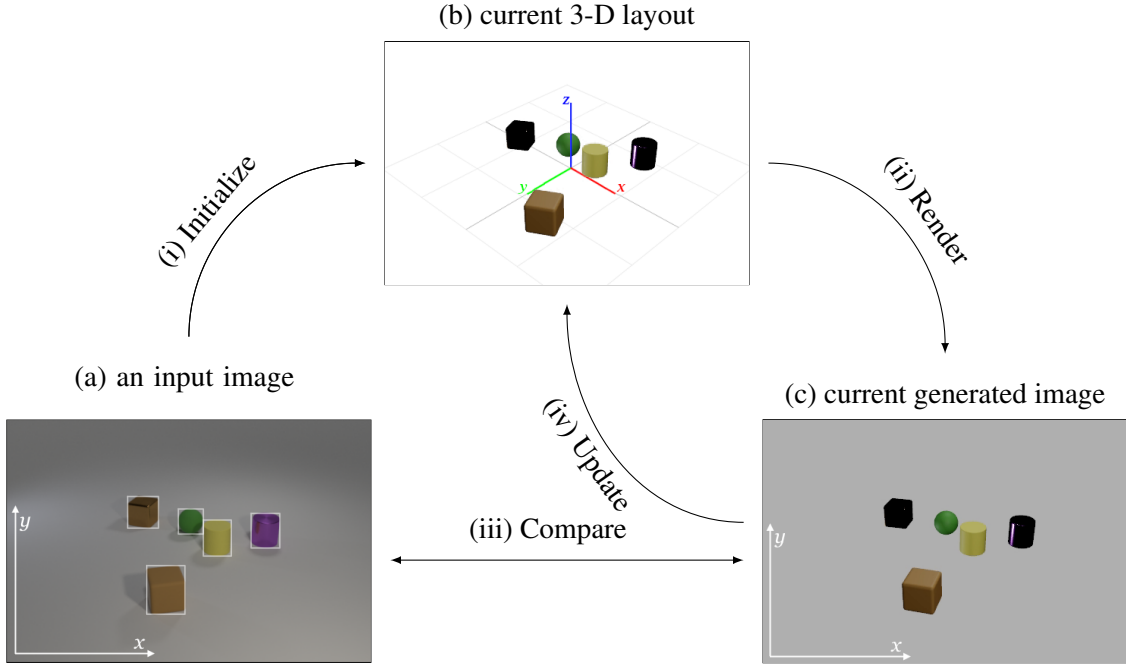 (b) current 3-D layout
z
y
x
(i) Initialize
(ii) Render
(a) an input image
(c) current generated image
(iv) Update
(iii) Compare
y
x
y
x